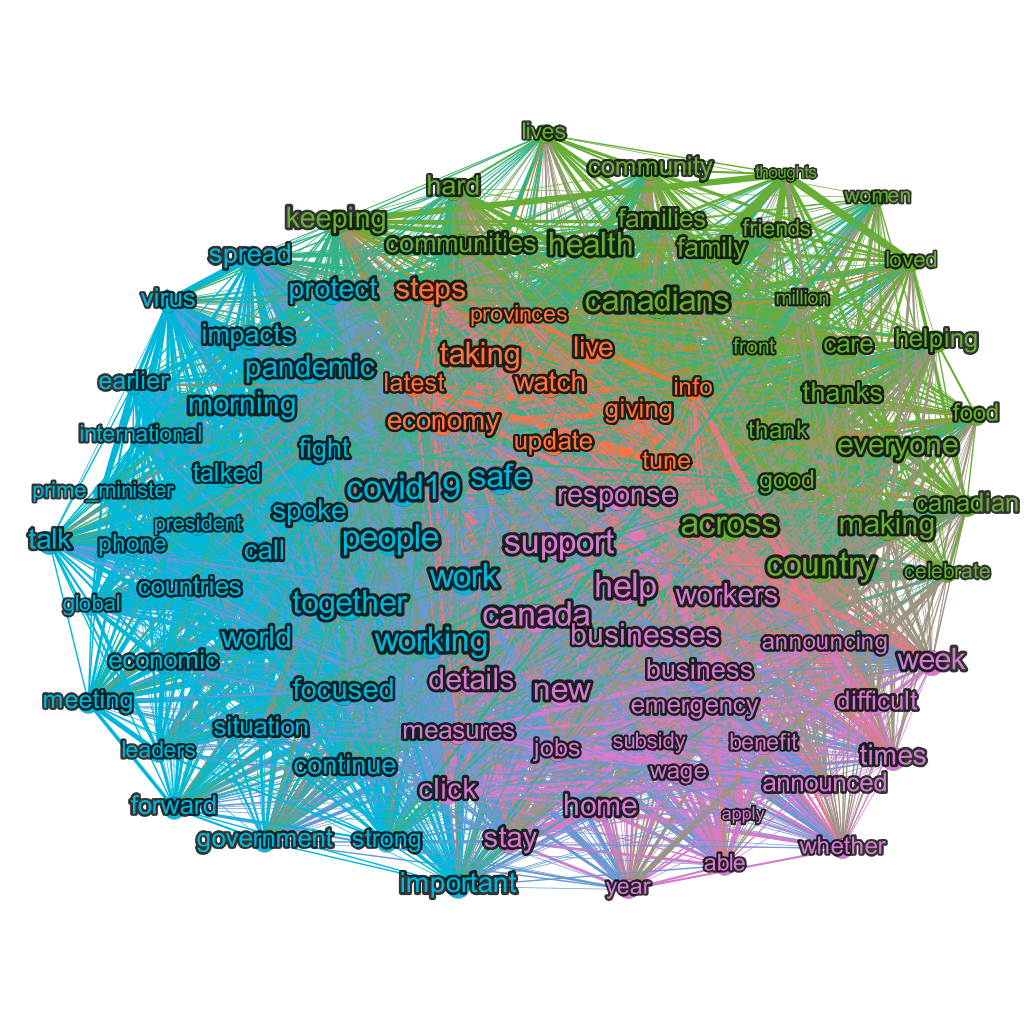 lives
community
thoughts
hard
women
keeping
families
friends
communities
health
family
spread
loved
virus
protect
steps
canadians
million
provinces
impacts
taking
live
front
care
helping
pandemic
earlier
latest
watch
info
thanks
morning
economy
giving
food
international
fight
update
thank
everyone
talked
tune
prime_minister
covid19
safe
response
good
canadian
president
spoke
across
making
talk
phone
call
people
support
country
celebrate
countries
work
help
workers
global
together
canada
world
working
businesses
announcing
economic
business
week
meeting
focused
details
new
emergency
difficult
leaders
situation
measures
jobs
subsidy
benefit
times
continue
wage
announced
forward
click
home
apply
government
strong
stay
whether
important
year
able